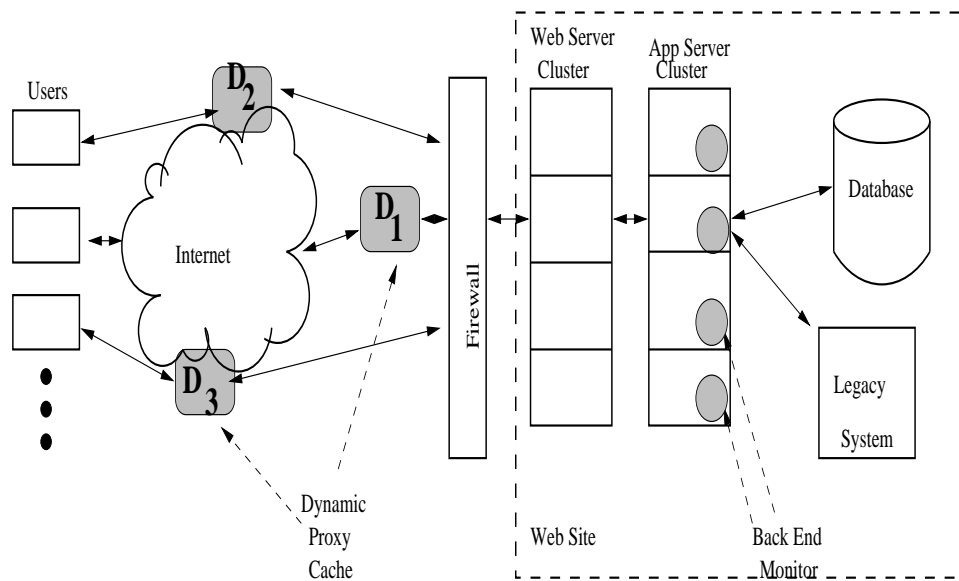 Users
D2
Internet
D1
D3
Dynamic
Proxy
Cache
Firewall
Web Server
Cluster
App Server
Cluster
Database
Legacy
System
Web Site
Back End
Monitor